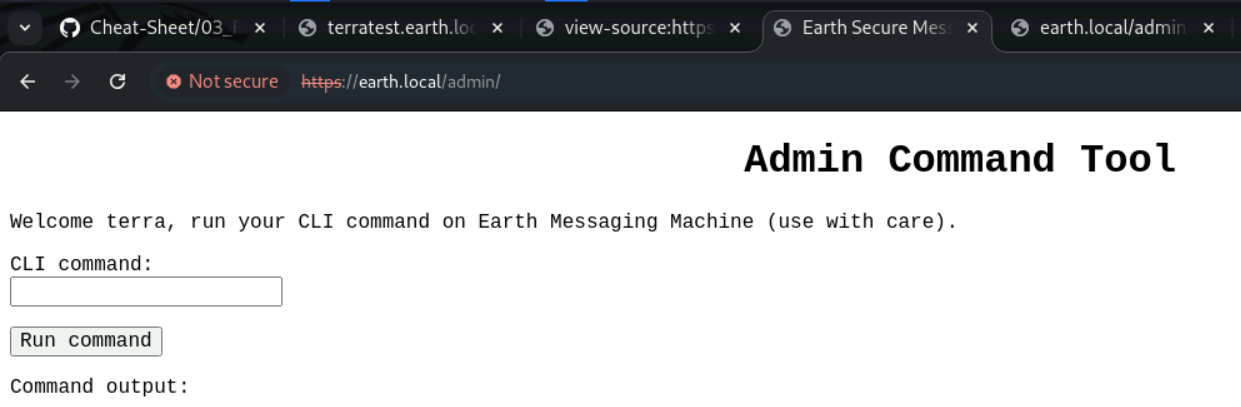 Cheat-Sheet/03_
terratest.earth.loc
view-source:https
Earth Secure Mes
earth.local/admin
Not secure https://earth.local/admin/
Admin Command Tool
Welcome terra, run your CLI command on Earth Messaging Machine (use with care).
CLI command:
Run command
Command output: